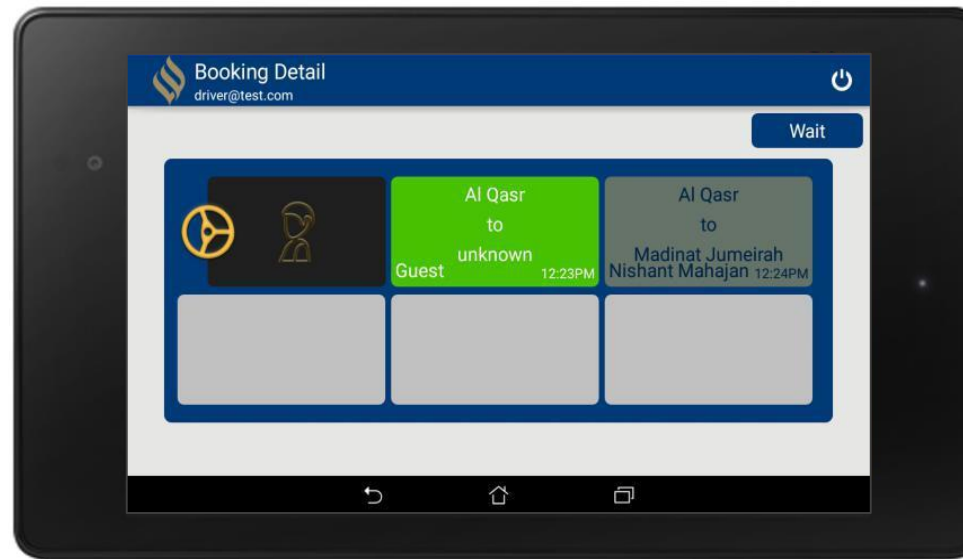 Booking Detail
driver@test.com
Wait
Al Qasr
to
unknown
Guest 12:23PM
Al Qasr
to
Madinat Jumeirah
Nishant Mahajan 12:24PM